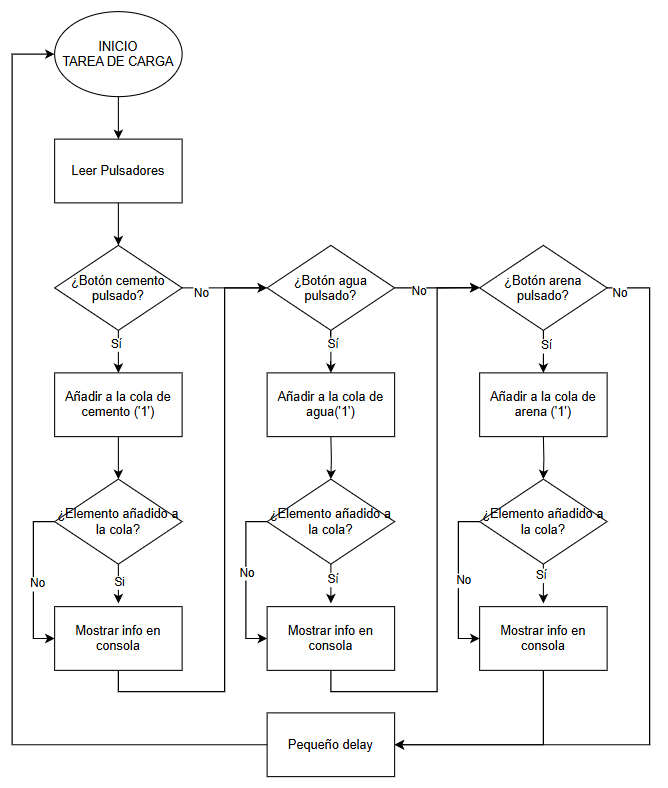 INICIO
TAREA DE CARGA
Leer Pulsadores
¿Botón cemento
pulsado?
No
¿Botón agua
pulsado?
No
¿Botón arena
pulsado?
No
Sí
Sí
Sí
Añadir a la cola de
cemento ('1')
Añadir a la cola de
agua('1')
Añadir a la cola de
arena ('1')
¿Elemento añadido a
la cola?
¿Elemento añadido a
la cola?
¿Elemento añadido a
la cola?
No
Si
No
Sí
No
Sí
Mostrar info en
consola
Mostrar info en
consola
Mostrar info en
consola
Pequeño delay